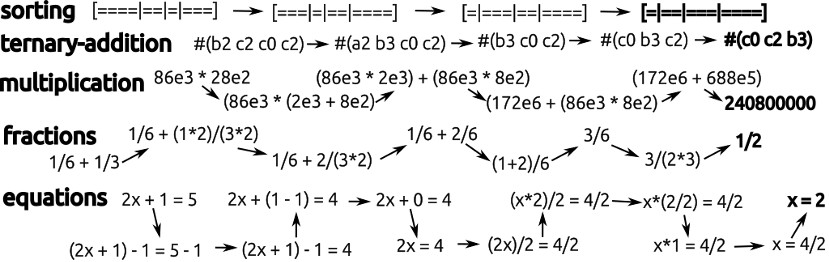 sorting [====|==|=|===] → [===|=|==|====] → [=|===|==|====] → [=|==|===|====]
ternary-addition #(b2 c2 c0 c2) → #(a2 b3 c0 c2) → #(b3 c0 c2) → #(c0 b3 c2) → #(c0 c2 b3)
multiplication 86e3 * 28e2 (86e3 * 2e3) + (86e3 * 8e2) (172e6 + 688e5)
(86e3 * (2e3 + 8e2) (172e6 + (86e3 * 8e2) 240800000
fractions 1/6 + (1*2)/(3*2) 1/6 + 2/6 3/6 1/2
1/6 + 1/3 1/6 + 2/(3*2) (1+2)/6 3/(2*3)
equations 2x + 1 = 5 2x + (1 - 1) = 4 → 2x + 0 = 4 (x*2)/2 = 4/2 → x*(2/2) = 4/2 x = 2
(2x + 1) - 1 = 5 - 1 → (2x + 1) - 1 = 4 2x = 4 → (2x)/2 = 4/2 x*1 = 4/2 → x = 4/2